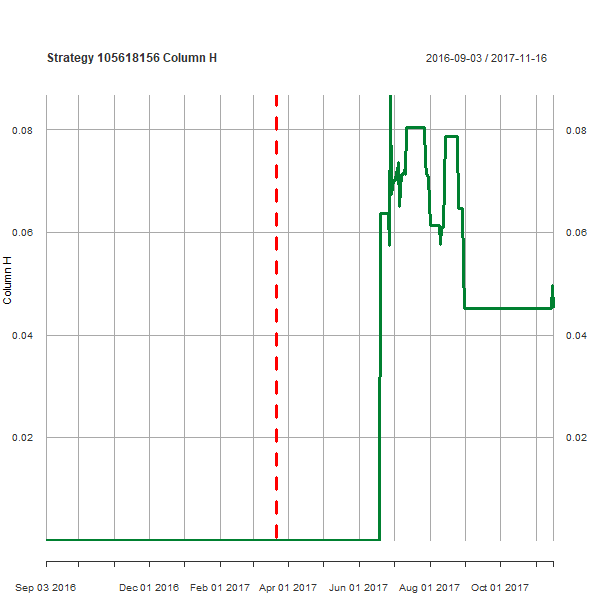 Strategy 105618156 Column H
2016-09-03 / 2017-11-16
0.08
0.08
0.06
0.06
Column H
0.04
0.04
0.02
0.02
Sep 03 2016
Dec 01 2016
Feb 01 2017
Apr 01 2017
Jun 01 2017
Aug 01 2017
Oct 01 2017